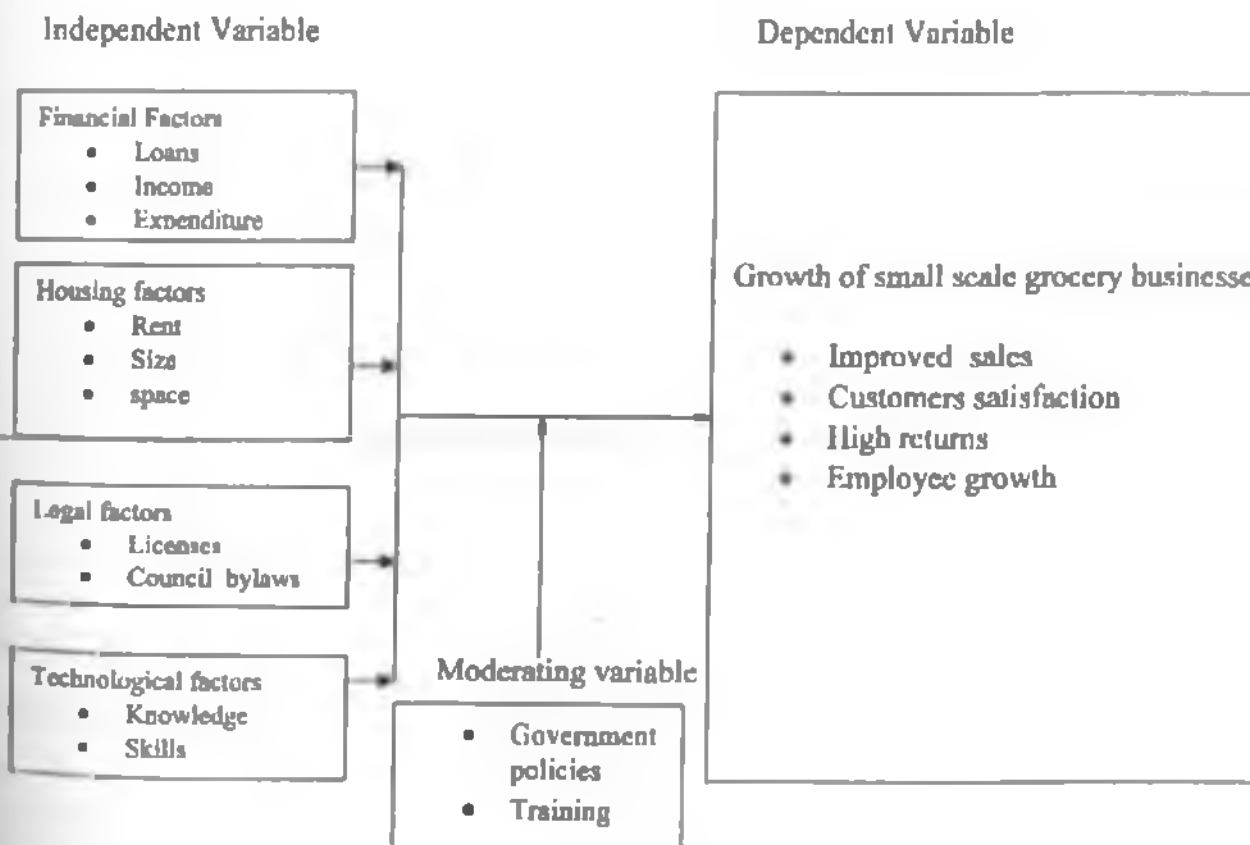 Independent Variable
Dependent Variable
Financial Factors
• Loans
• Income
• Expenditure
Housing factors
• Rent
• Size
• space
Legal factors
• Licenses
• Council bylaws
Technological factors
• Knowledge
• Skills
Moderating variable
• Government
policies
• Training
Growth of small scale grocery businesse
• Improved sales
• Customers satisfaction
• High returns
• Employee growth